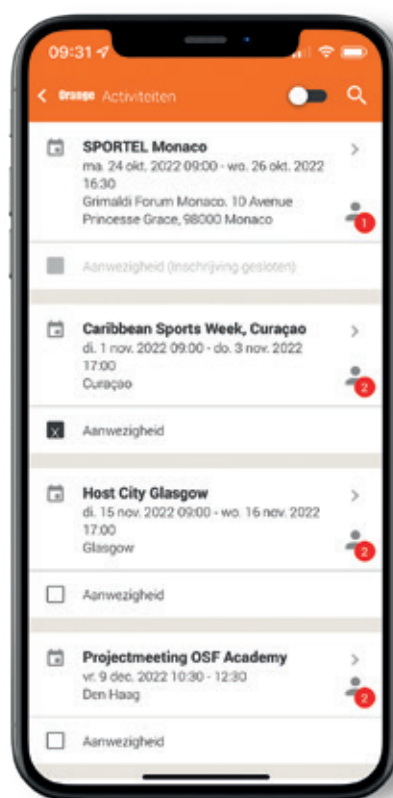 09:31
Orange Activiteiten
SPORTEL Monaco
ma. 24 okt. 2022 09:00 - wo. 26 okt. 2022
16:30
Grimaldi Forum Monaco. 10 Avenue
Princesse Grace, 98000 Monaco
1
Aanwezigheid (Inschrijving gesloten)
Caribbean Sports Week, Curaçao
di. 1 nov. 2022 09:00 - do. 3 nov. 2022
17:00
Curaçao
2
X Aanwezigheid
Host City Glasgow
di. 15 nov. 2022 09:00 - wo. 16 nov. 2022
17:00
Glasgow
2
Aanwezigheid
Projectmeeting OSF Academy
vr. 9 dec. 2022 10:30 - 12:30
Den Haag
2
Aanwezigheid